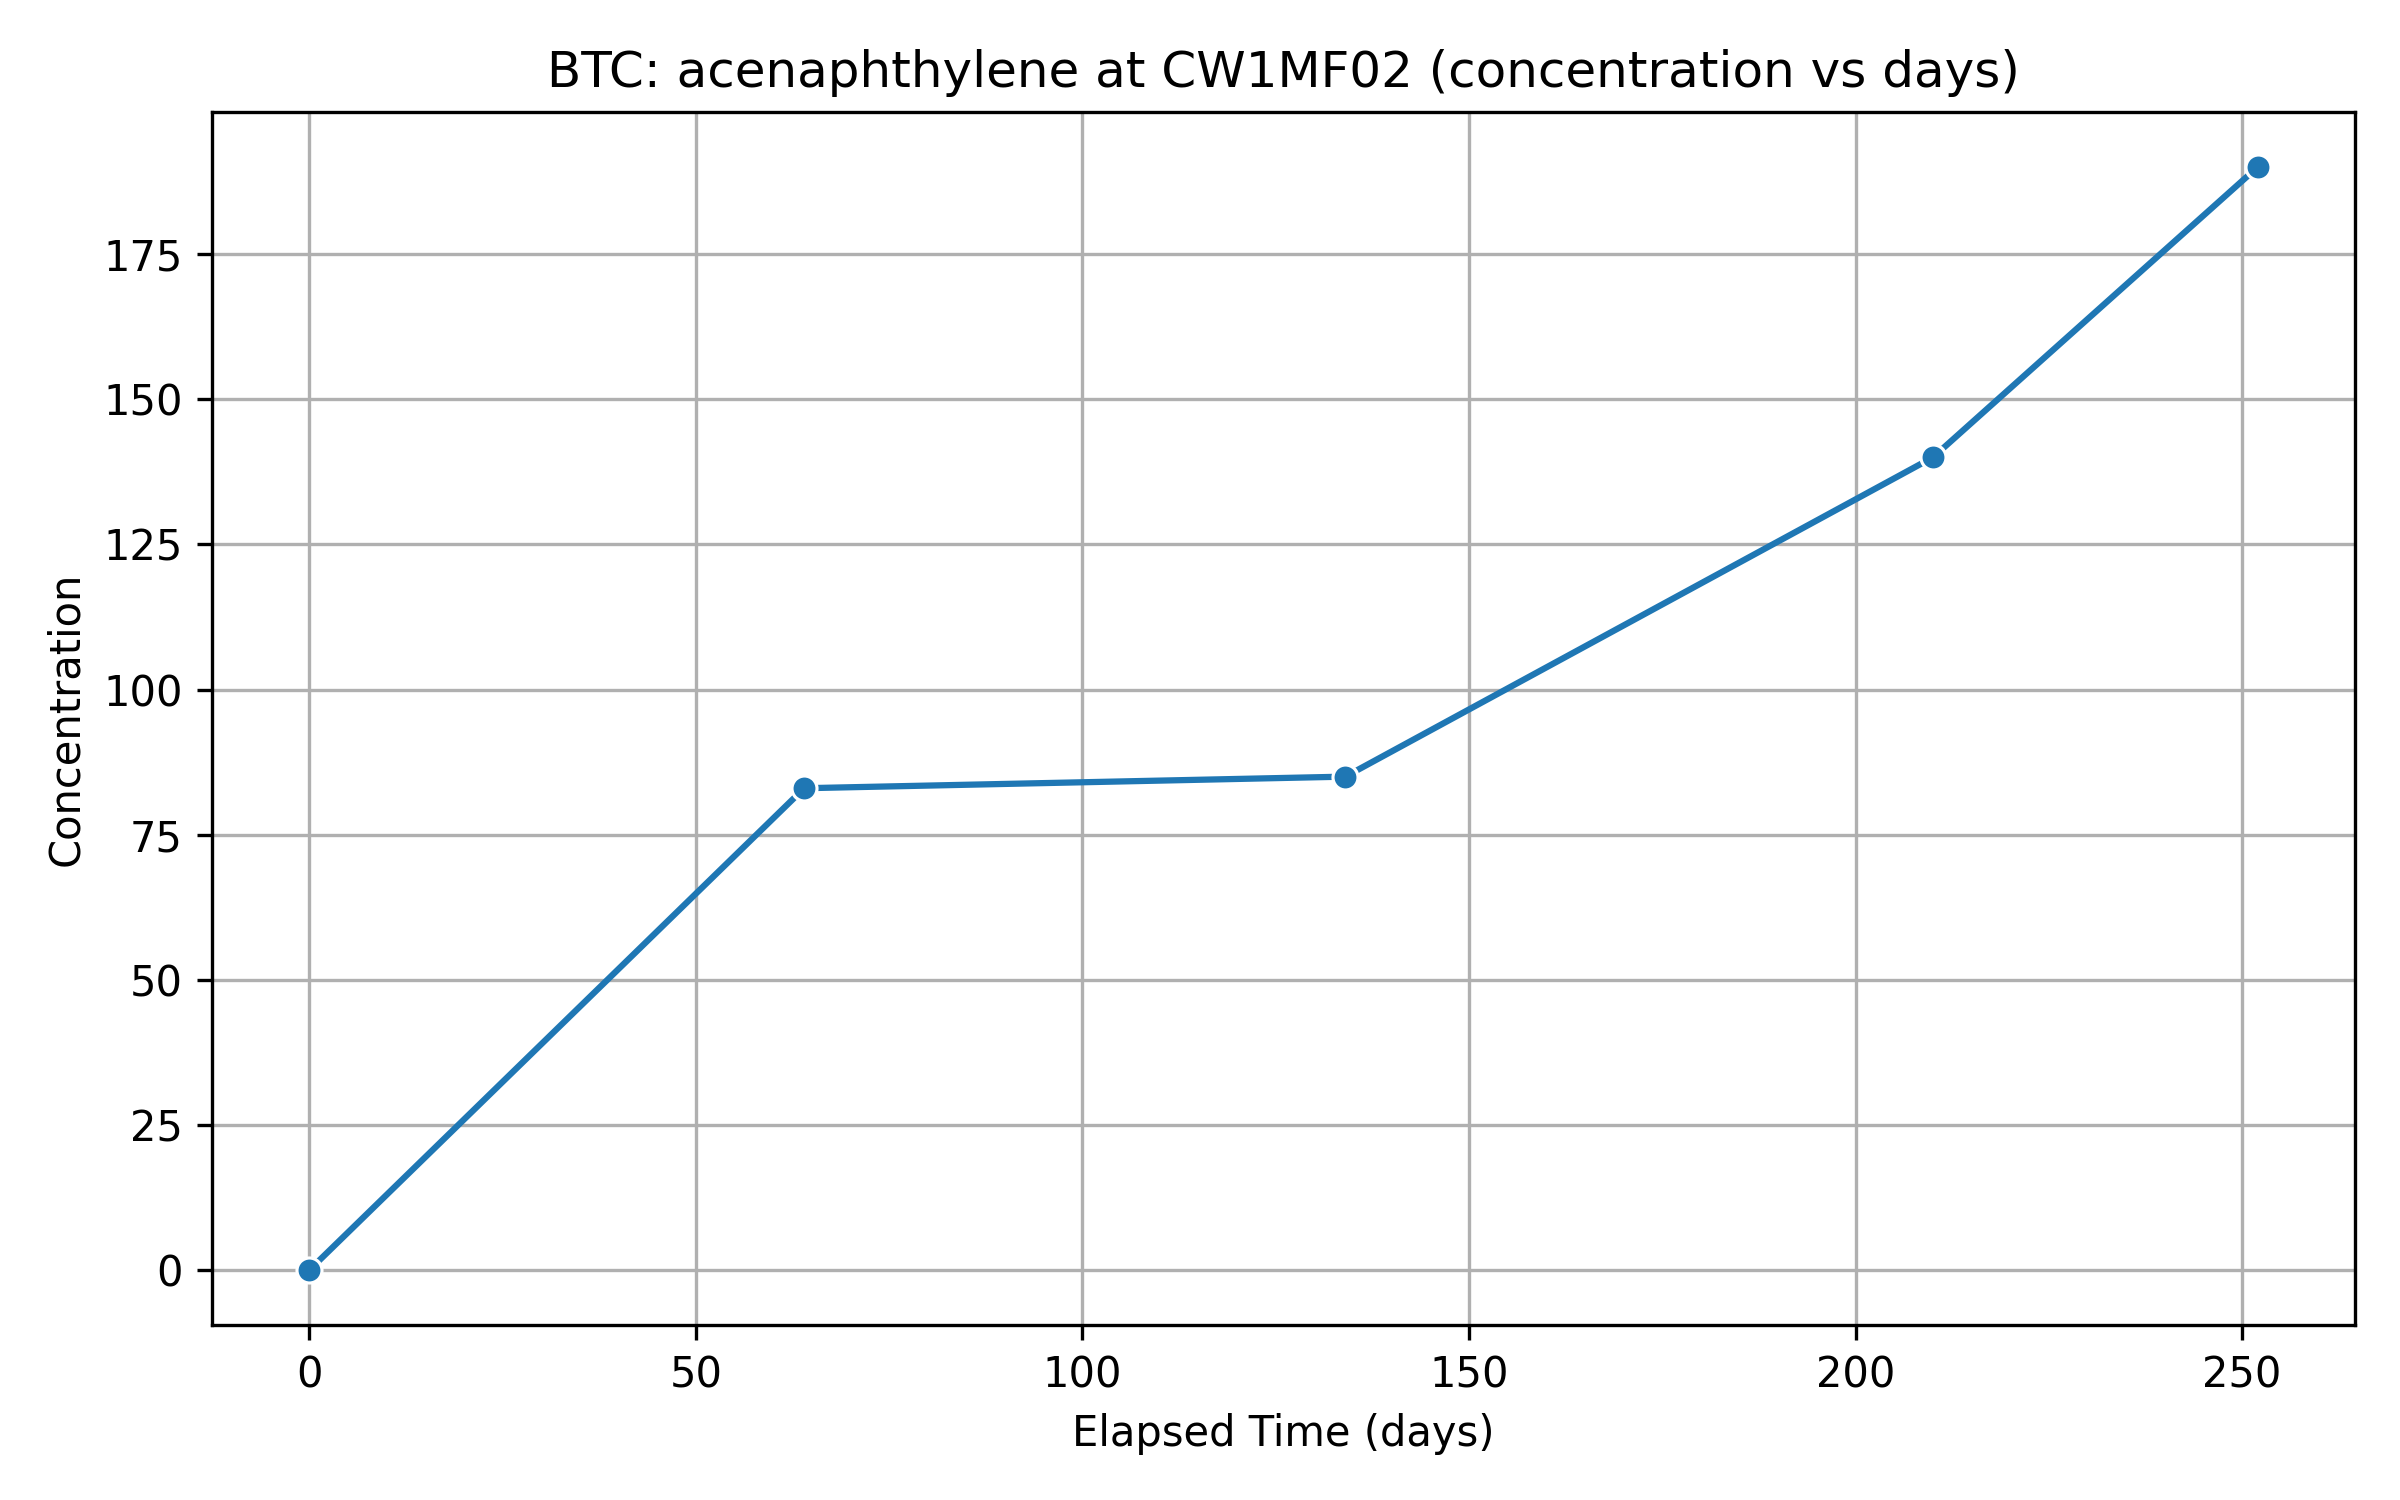 BTC: acenaphthylene at CW1MF02 (concentration vs days)
175
150
125
100
75
50
25
0
Concentration
0 50 100 150 200 250
Elapsed Time (days)